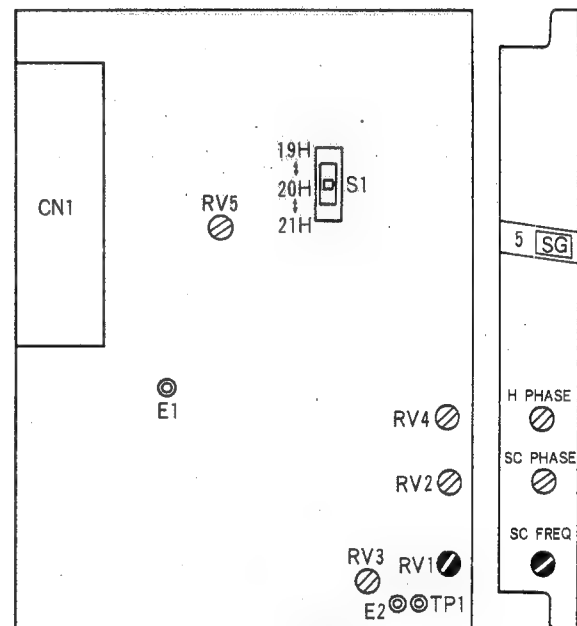 19H
20H
21H
S1
CN1
RV5
5 SG
E1
H PHASE
RV4
SC PHASE
RV2
SC FREQ
RV3
RV1
E2
TP1